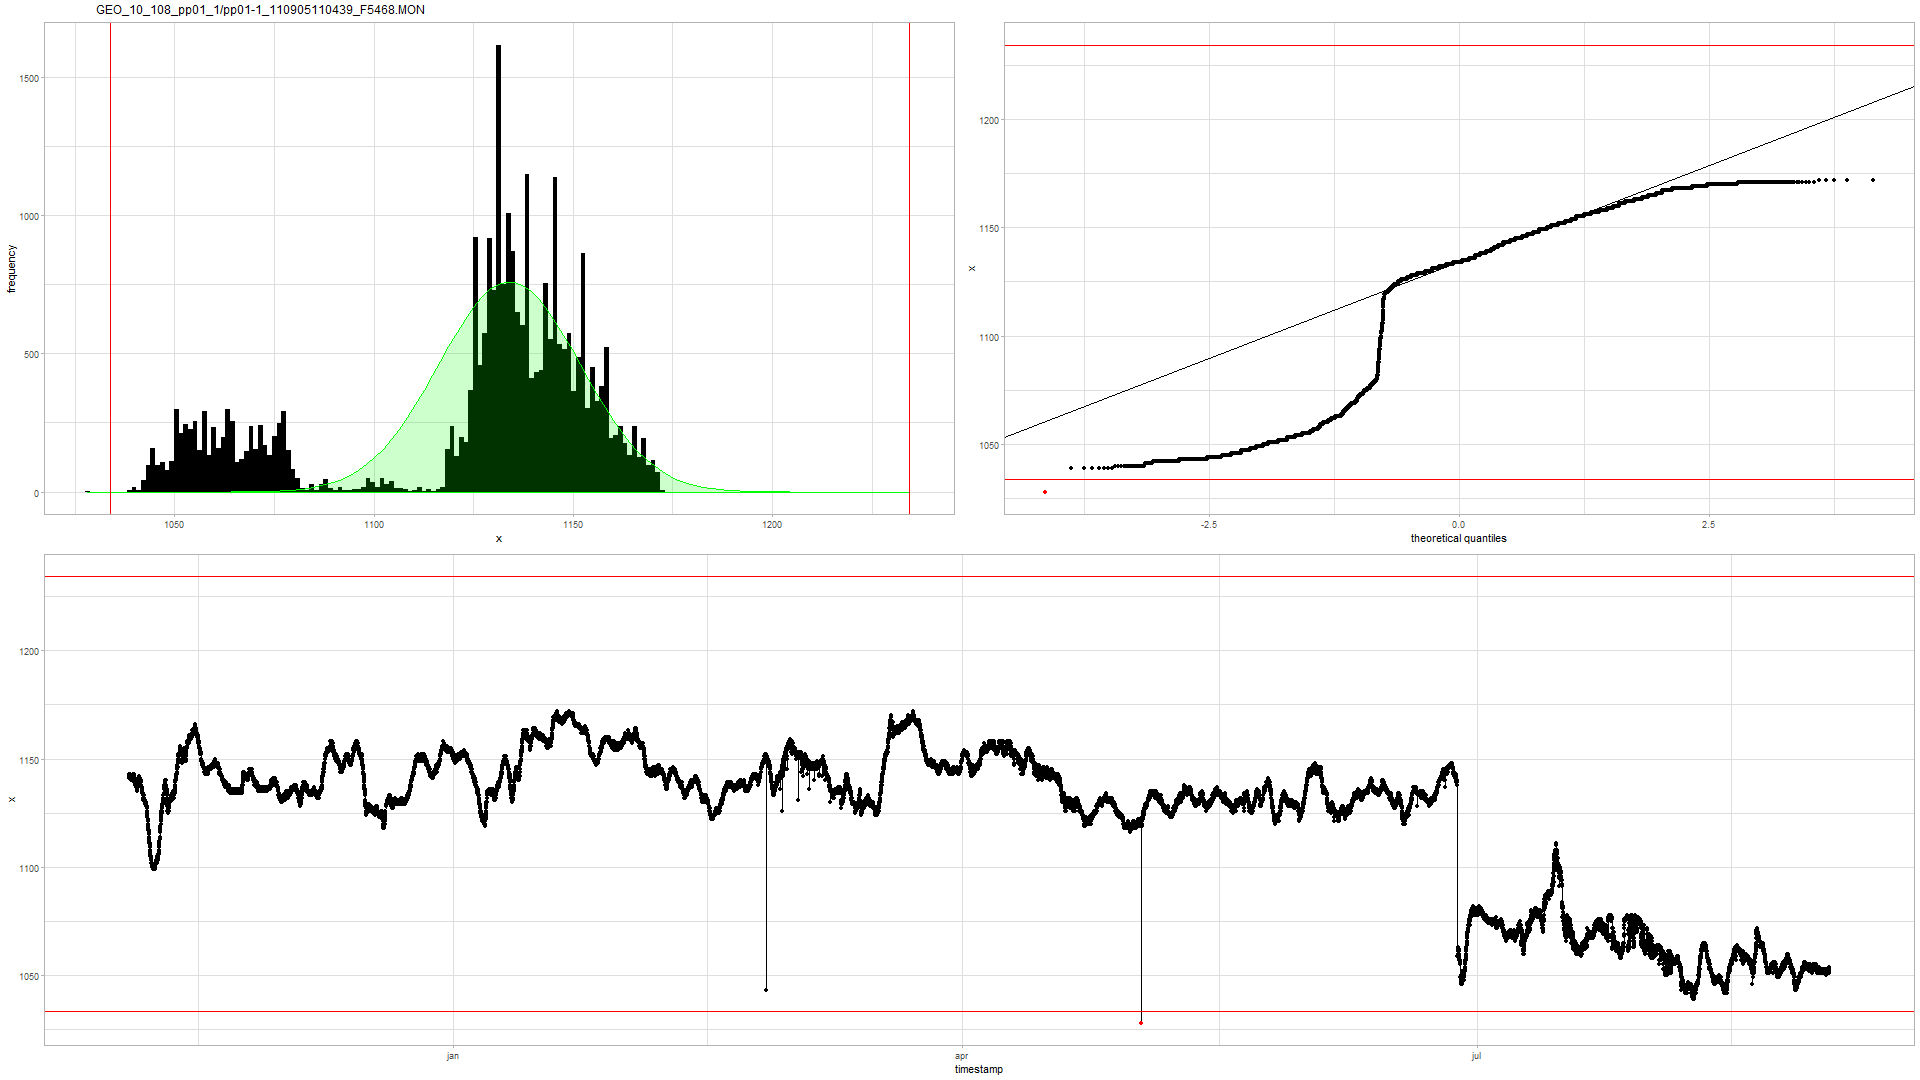 GEO_10_108_pp01_1/pp01-1_110905110439_F5468.MON
frequency
1500
1000
500
0
1050
1100
1150
1200
x
x
1200
1150
1100
1050
-2.5
0.0
2.5
theoretical quantiles
x
1200
1150
1100
1050
jan
apr
jul
timestamp